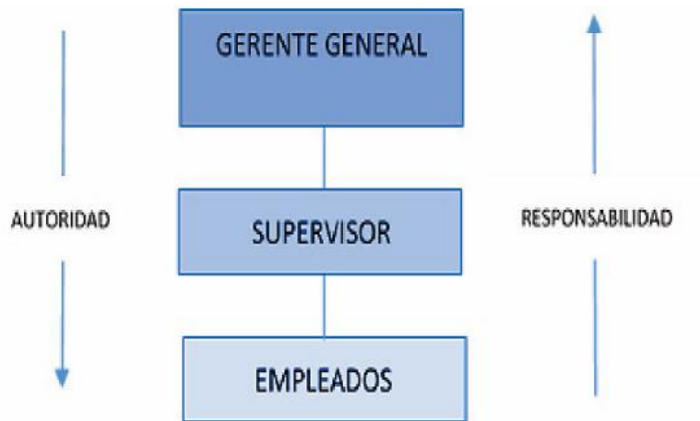 GERENTE GENERAL
AUTORIDAD
SUPERVISOR
RESPONSABILIDAD
EMPLEADOS